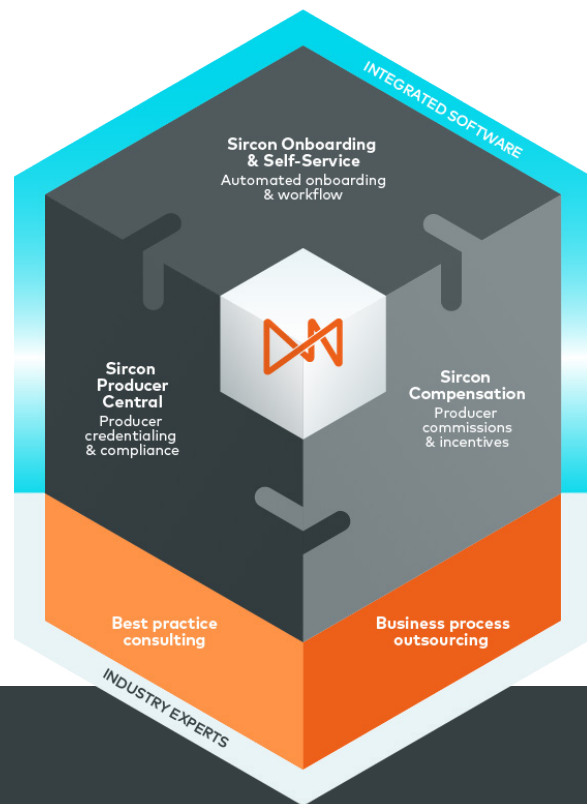 INTEGRATED SOFTWARE
Sircon Onboarding
& Self-Service
Automated onboarding
& workflow
Sircon
Producer
Central
Producer
credentialing
& compliance
Sircon
Compensation
Producer
commissions
& incentives
Best practice
consulting
Business process
outsourcing
INDUSTRY EXPERTS